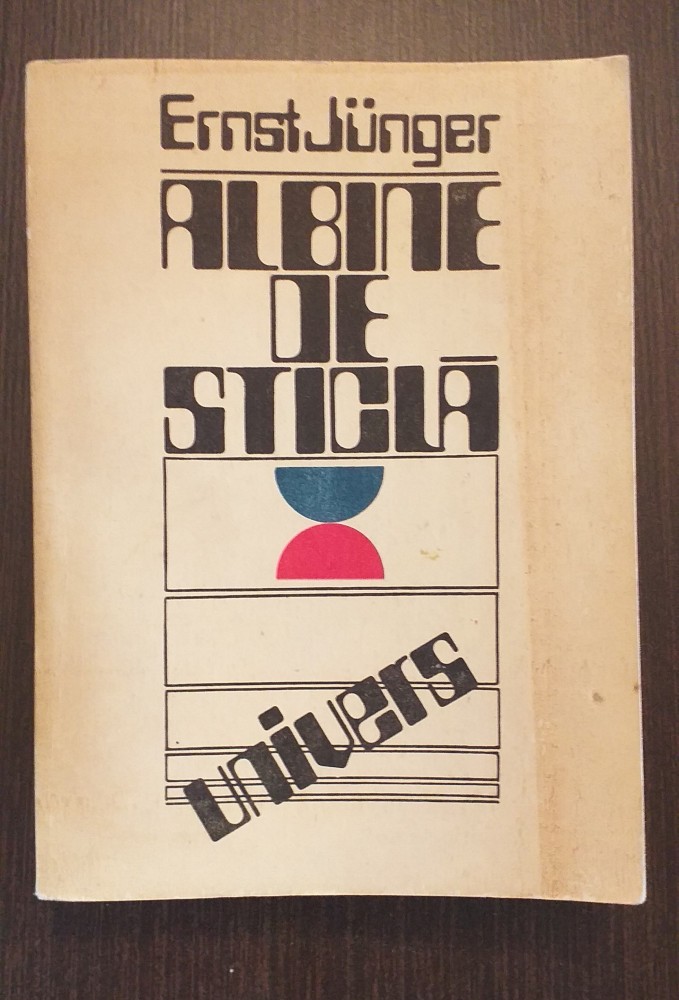 Ernst Jünger
ALBINE
DE
STICLĂ
univers